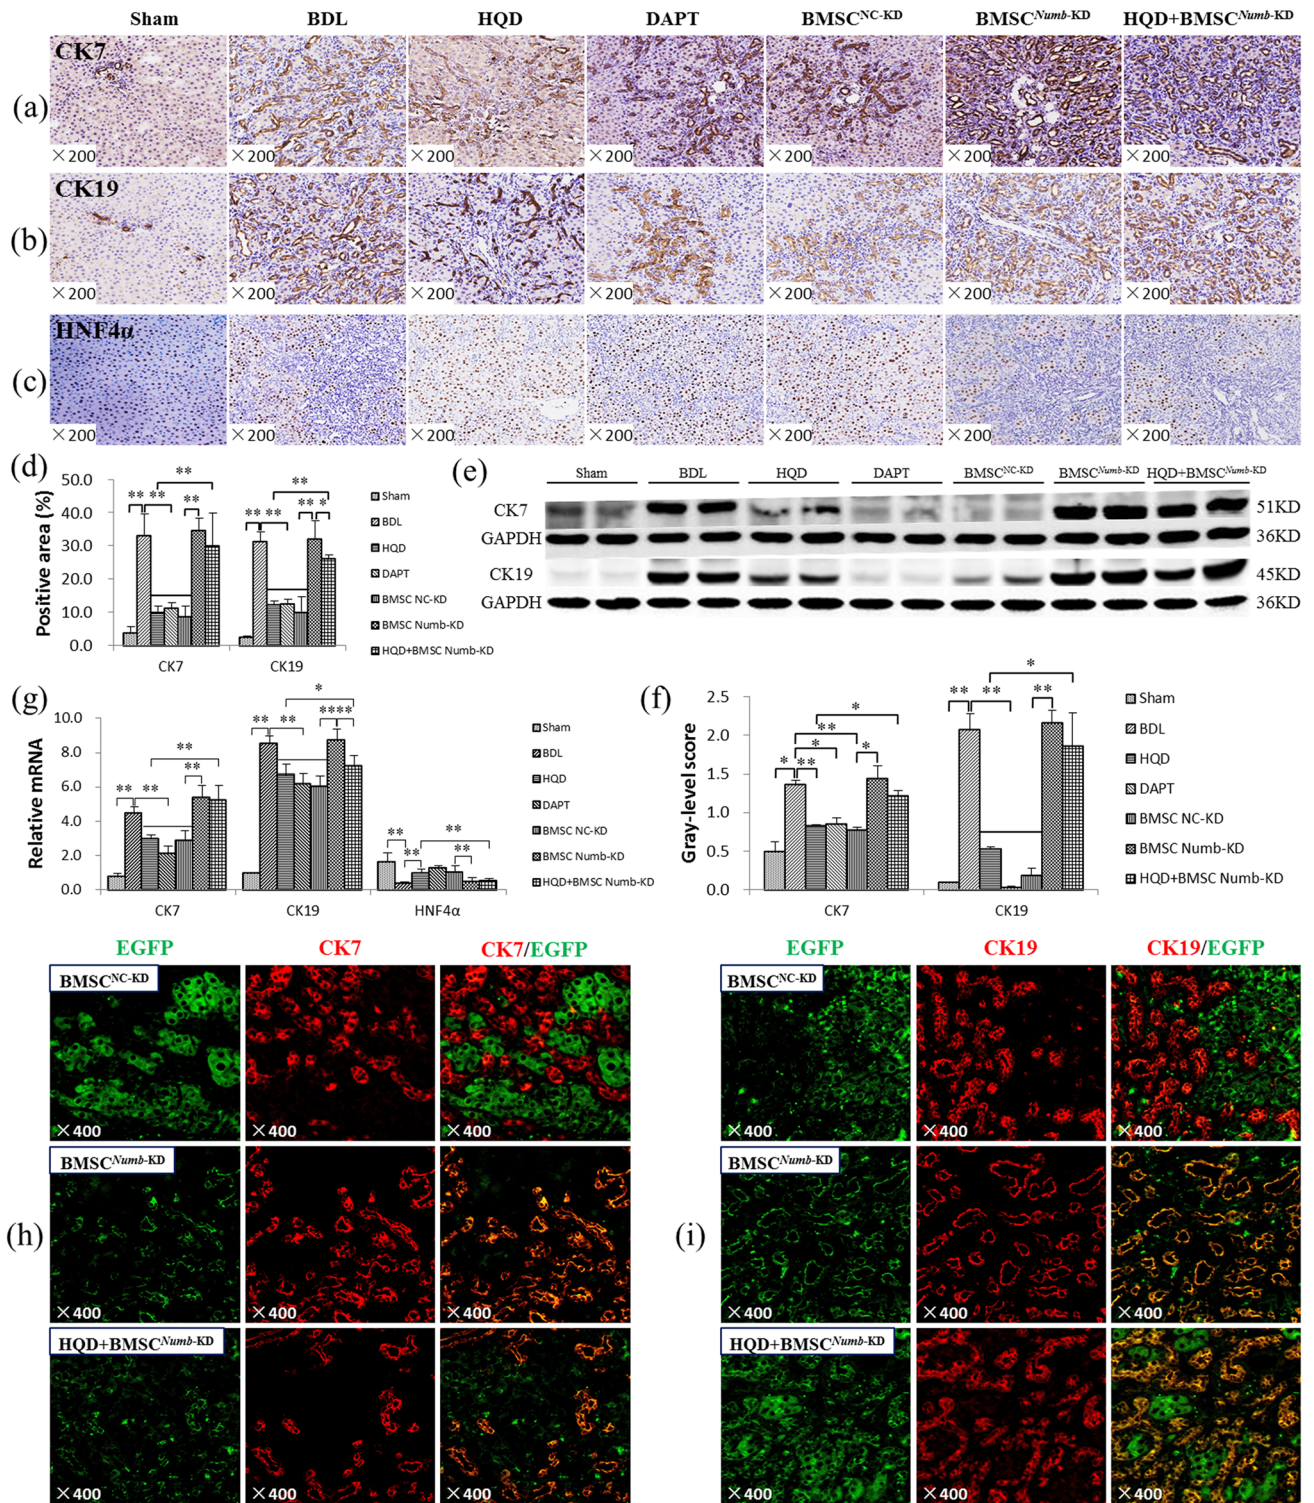 Sham BDL HQD DAPT BMSC^NC-KD BMSC^Numb-KD HQD+BMSC^Numb-KD
(a)
CK7
×200 ×200 ×200 ×200 ×200 ×200 ×200
(b)
CK19
×200 ×200 ×200 ×200 ×200 ×200 ×200
(c)
HNF4α
×200 ×200 ×200 ×200 ×200 ×200 ×200
(d)
Positive area (%)
50.0
40.0
30.0
20.0
10.0
0.0
** ** ** ** ** ** ** ** * **
CK7 CK19
Sham
BDL
HQD
DAPT
BMSC NC-KD
BMSC Numb-KD
HQD+BMSC Numb-KD
(e)
Sham BDL HQD DAPT BMSC^NC-KD BMSC^Numb-KD HQD+BMSC^Numb-KD
CK7 51KD
GAPDH 36KD
CK19 45KD
GAPDH 36KD
(g)
Relative mRNA
10.0
8.0
6.0
4.0
2.0
0.0
** ** ** ** ** ** **** * ** ** ** **
CK7 CK19 HNF4α
Sham
BDL
HQD
DAPT
BMSC NC-KD
BMSC Numb-KD
HQD+BMSC Numb-KD
(f)
Gray-level score
2.5
2.0
1.5
1.0
0.5
0.0
* ** * ** * * ** ** ** *
CK7 CK19
Sham
BDL
HQD
DAPT
BMSC NC-KD
BMSC Numb-KD
HQD+BMSC Numb-KD
(h)
EGFP CK7 CK7/EGFP
BMSC^NC-KD
×400 ×400 ×400
BMSC^Numb-KD
×400 ×400 ×400
HQD+BMSC^Numb-KD
×400 ×400 ×400
(i)
EGFP CK19 CK19/EGFP
BMSC^NC-KD
×400 ×400 ×400
BMSC^Numb-KD
×400 ×400 ×400
HQD+BMSC^Numb-KD
×400 ×400 ×400